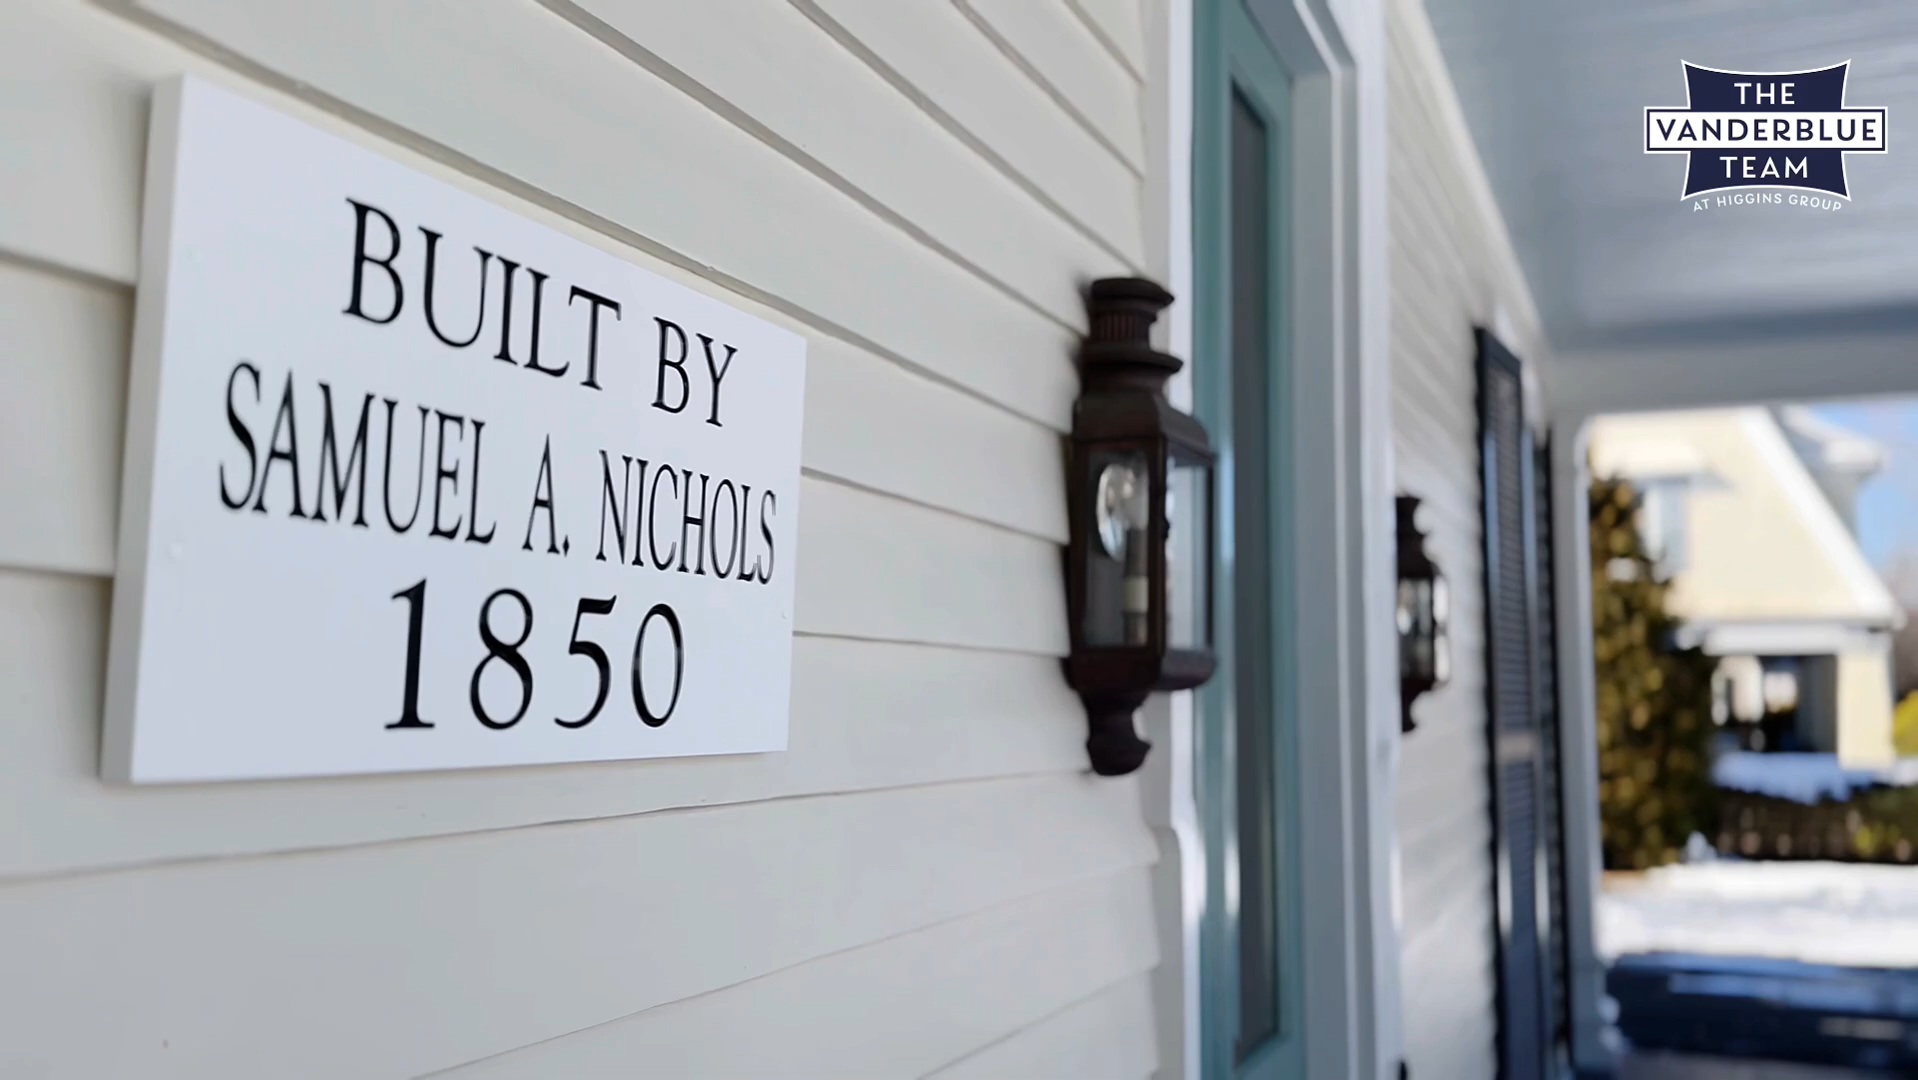 BUILT BY
SAMUEL A. NICHOLS
1850
THE
VANDERBLUE
TEAM
AT HIGGINS GROUP